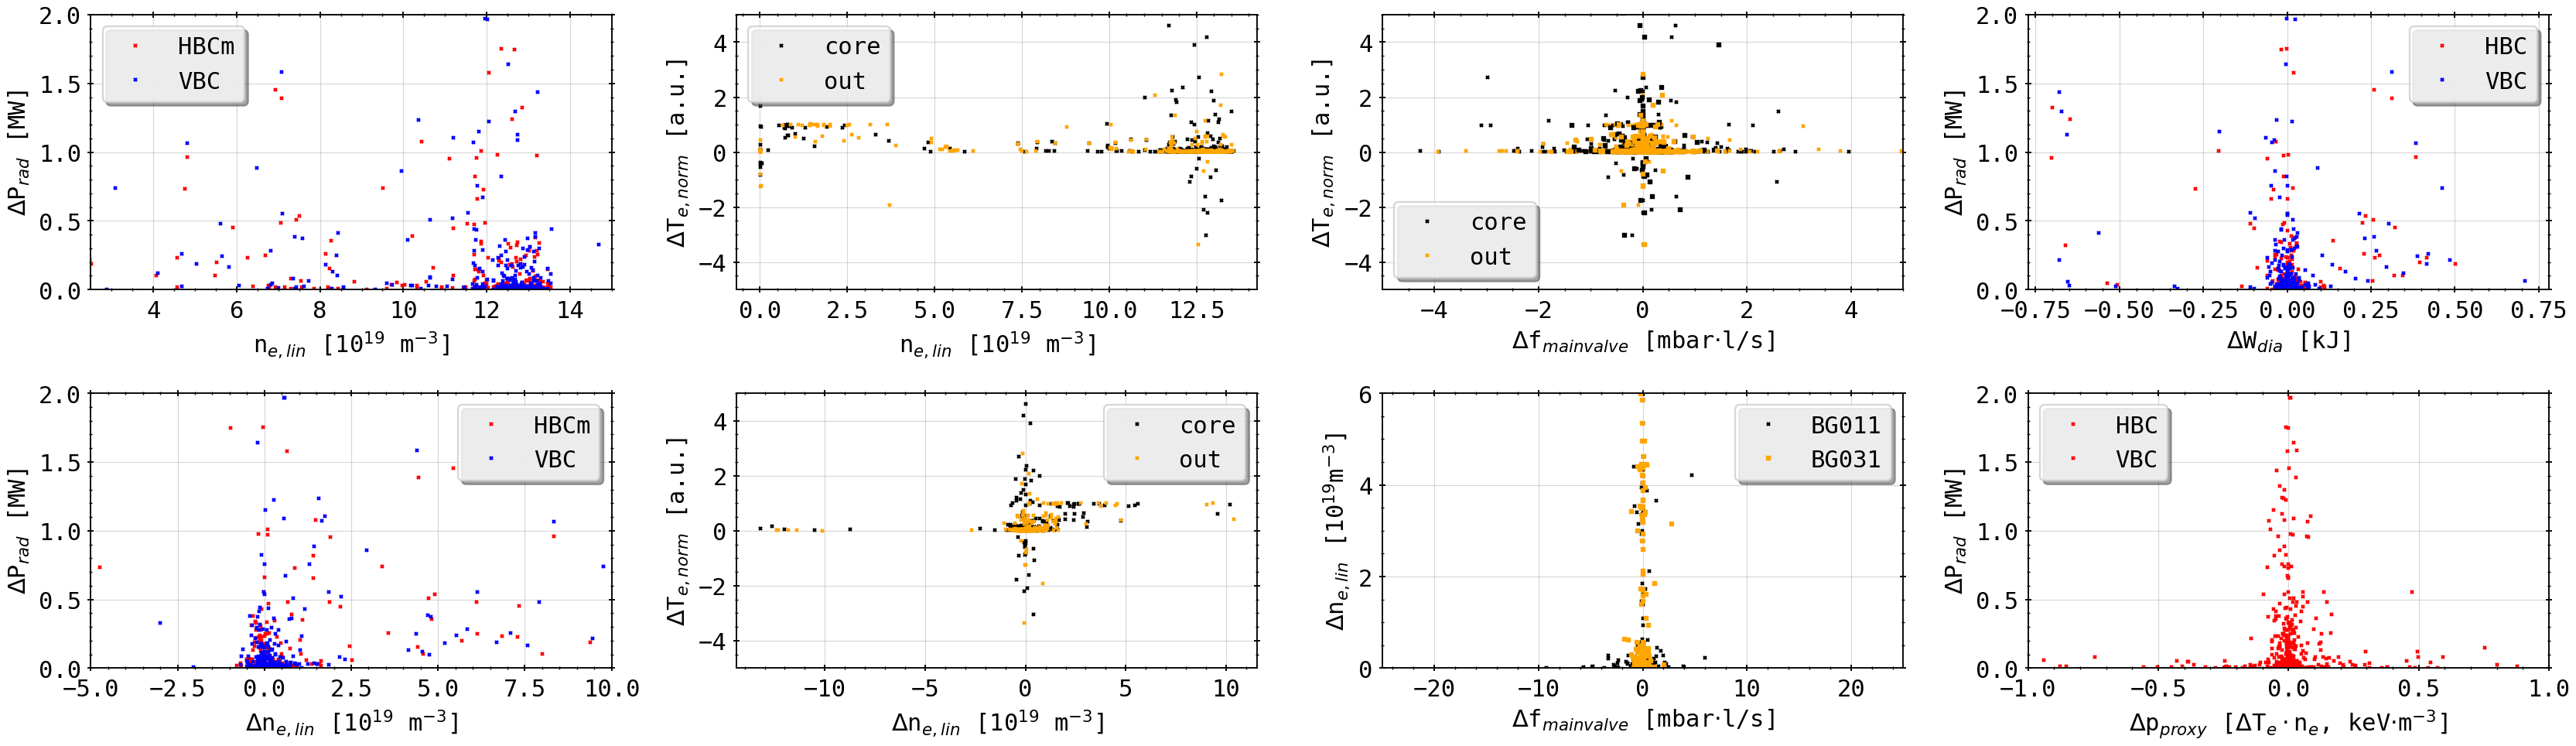 2.0
1.5
1.0
0.5
0.0
ΔP_rad [MW]
HBCm
VBC
4 6 8 10 12 14
n_e,lin [10^19 m^−3]
4
2
0
−2
−4
ΔT_e,norm [a.u.]
core
out
0.0 2.5 5.0 7.5 10.0 12.5
n_e,lin [10^19 m^−3]
4
2
0
−2
−4
ΔT_e,norm [a.u.]
core
out
−4 −2 0 2 4
Δf_mainvalve [mbar·l/s]
2.0
1.5
1.0
0.5
0.0
ΔP_rad [MW]
HBC
VBC
−0.75 −0.50 −0.25 0.00 0.25 0.50 0.75
ΔW_dia [kJ]
2.0
1.5
1.0
0.5
0.0
ΔP_rad [MW]
HBCm
VBC
−5.0 −2.5 0.0 2.5 5.0 7.5 10.0
Δn_e,lin [10^19 m^−3]
4
2
0
−2
−4
ΔT_e,norm [a.u.]
core
out
−10 −5 0 5 10
Δn_e,lin [10^19 m^−3]
6
4
2
0
Δn_e,lin [10^19 m^−3]
BG011
BG031
−20 −10 0 10 20
Δf_mainvalve [mbar·l/s]
2.0
1.5
1.0
0.5
0.0
ΔP_rad [MW]
HBC
VBC
−1.0 −0.5 0.0 0.5 1.0
Δp_proxy [ΔT_e·n_e, keV·m^−3]